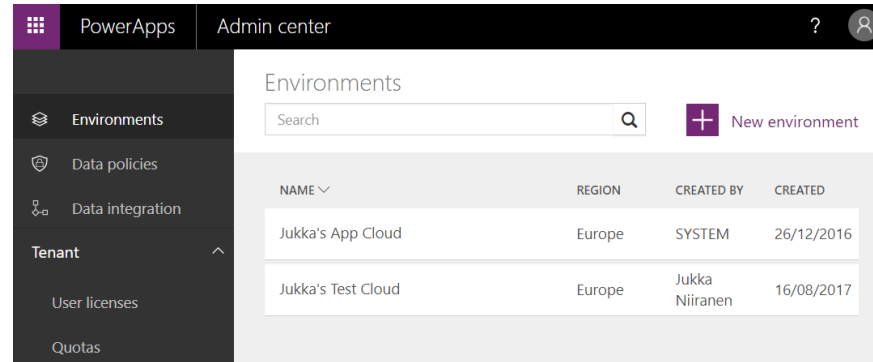 PowerApps Admin center ?
Environments
Data policies
Data integration
Tenant
User licenses
Quotas
Environments
Search
New environment
NAME REGION CREATED BY CREATED
Jukka's App Cloud Europe SYSTEM 26/12/2016
Jukka's Test Cloud Europe Jukka Niiranen 16/08/2017